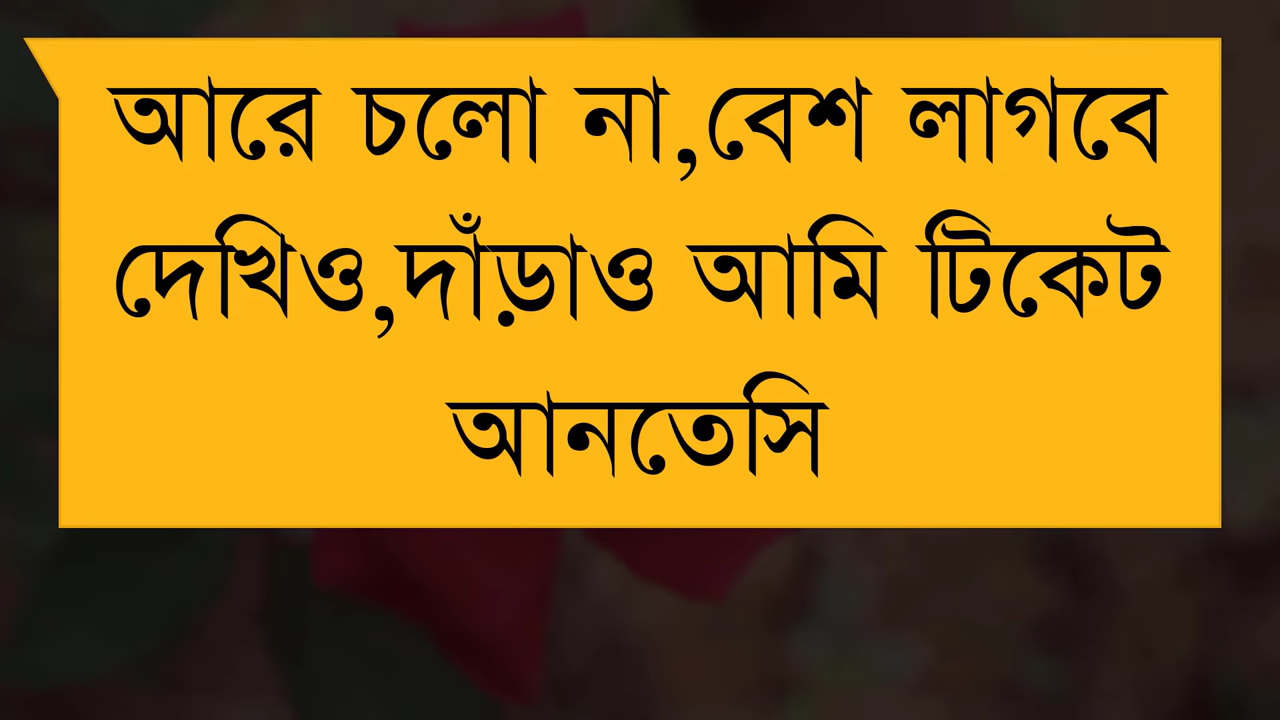 আরে চলো না,বেশ লাগবে
দেখিও,দাঁড়াও আমি টিকেট
আনতেসি